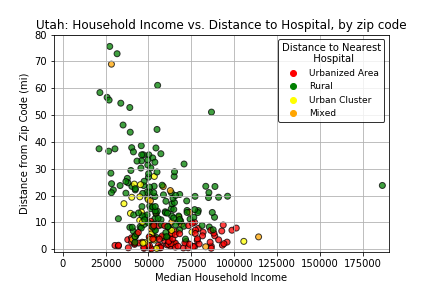 Utah: Household Income vs. Distance to Hospital, by zip code
Distance from Zip Code (mi)
80
70
60
50
40
30
20
10
0
Distance to Nearest
Hospital
Urbanized Area
Rural
Urban Cluster
Mixed
0 25000 50000 75000 100000 125000 150000 175000
Median Household Income